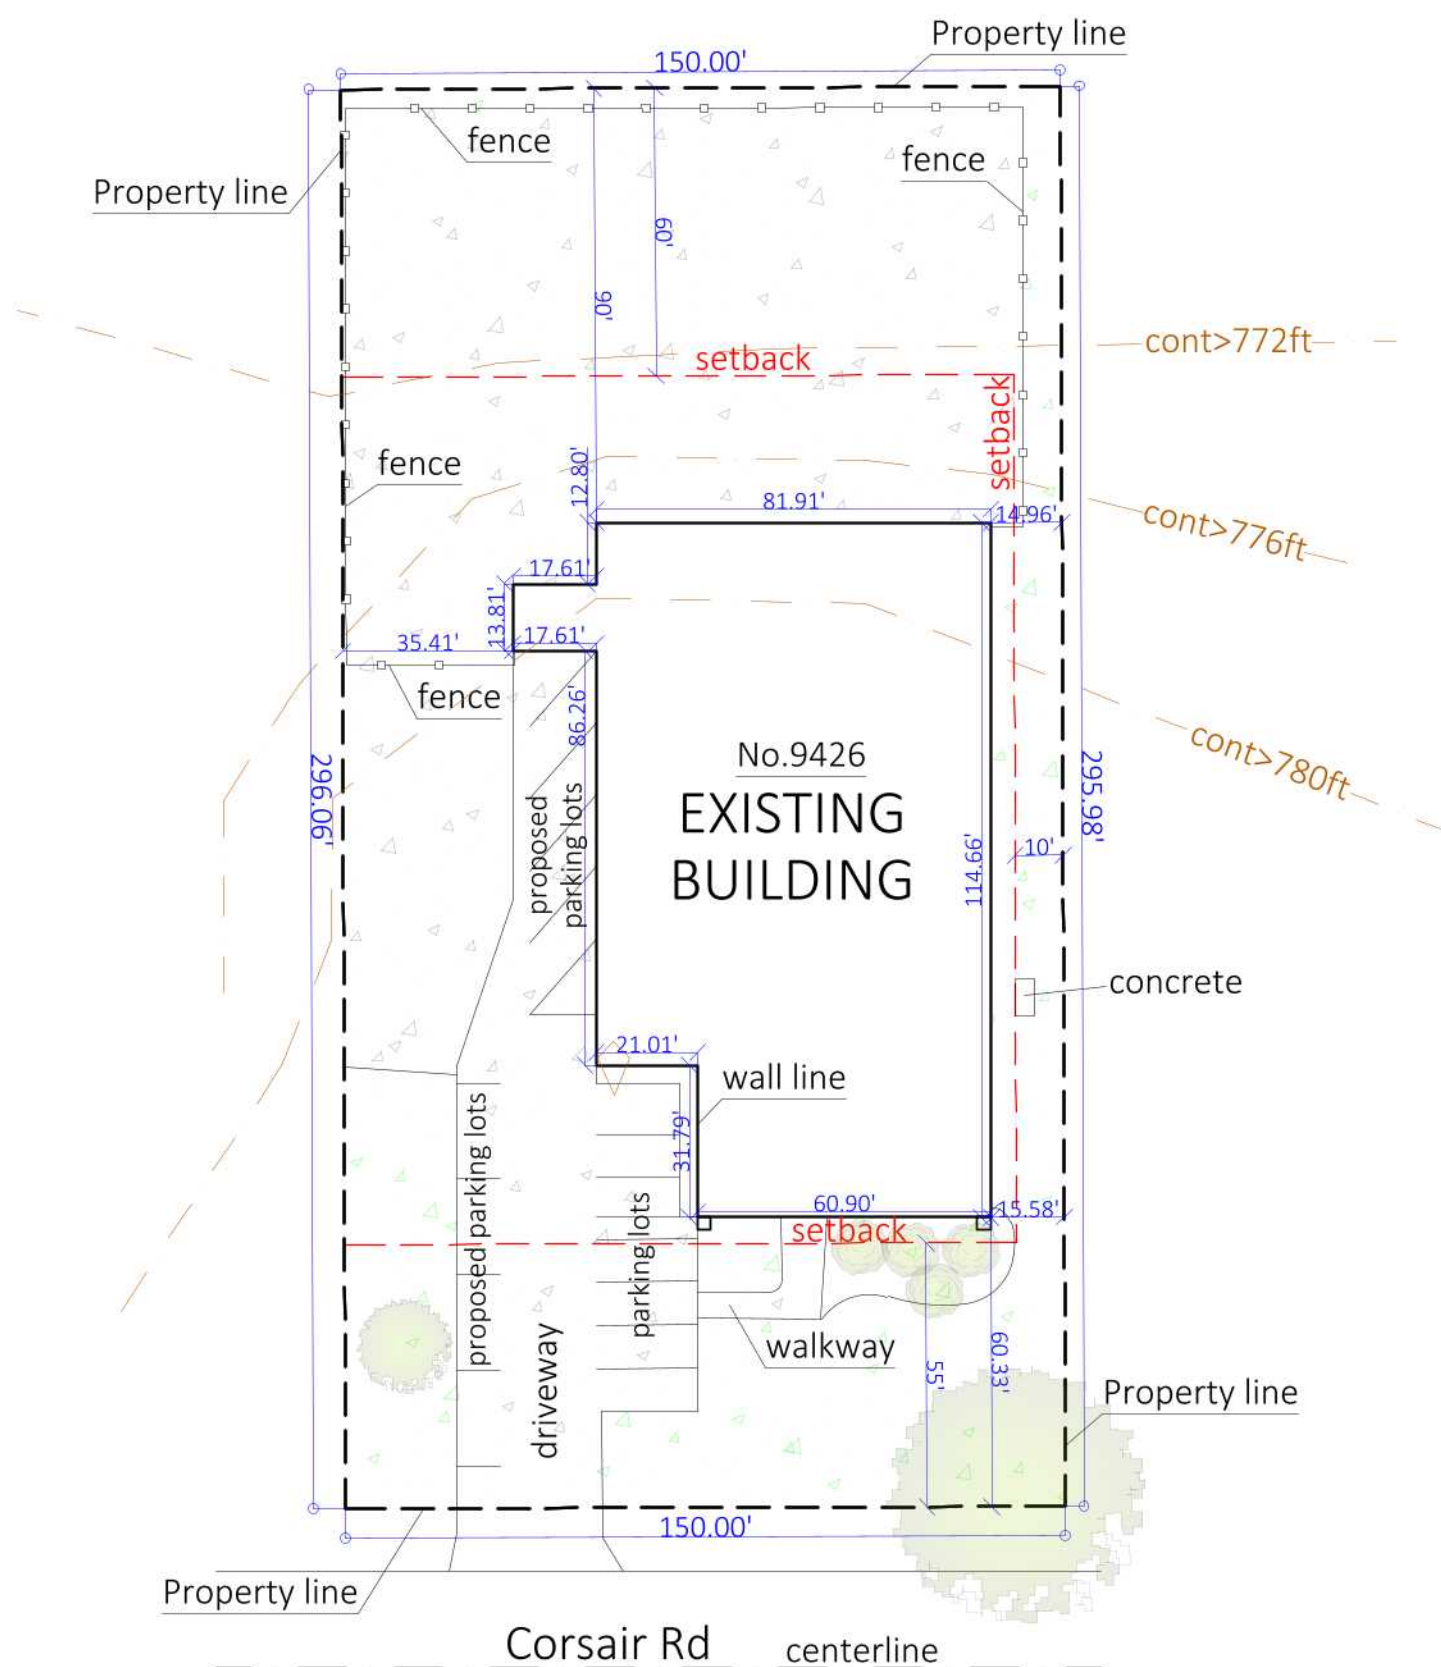 Property line
150.00'
fence
fence
Property line
60'
90'
cont>772ft
setback
setback
fence
12.80'
81.91'
14.96'
cont>776ft
17.61'
13.81'
17.61'
35.41'
fence
86.26'
No.9426
EXISTING
BUILDING
cont>780ft
296.06'
295.98'
proposed
parking lots
10'
114.66'
concrete
21.01'
wall line
proposed parking lots
31.79'
60.90'
15.58'
setback
parking lots
walkway
driveway
55'
60.33'
Property line
150.00'
Property line
Corsair Rd
centerline